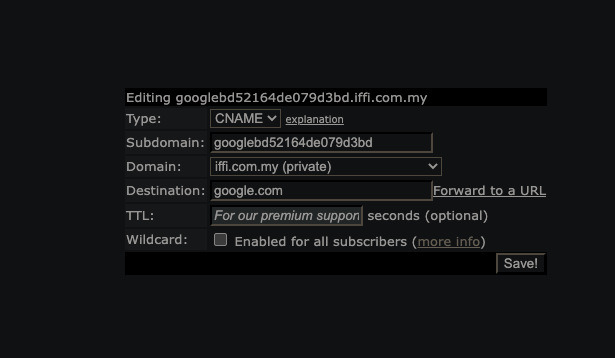 Editing googlebd52164de079d3bd.iffi.com.my
Type: CNAME explanation
Subdomain: googlebd52164de079d3bd
Domain: iffi.com.my (private)
Destination: google.com Forward to a URL
TTL: For our premium suppor seconds (optional)
Wildcard: Enabled for all subscribers (more info)
Save!